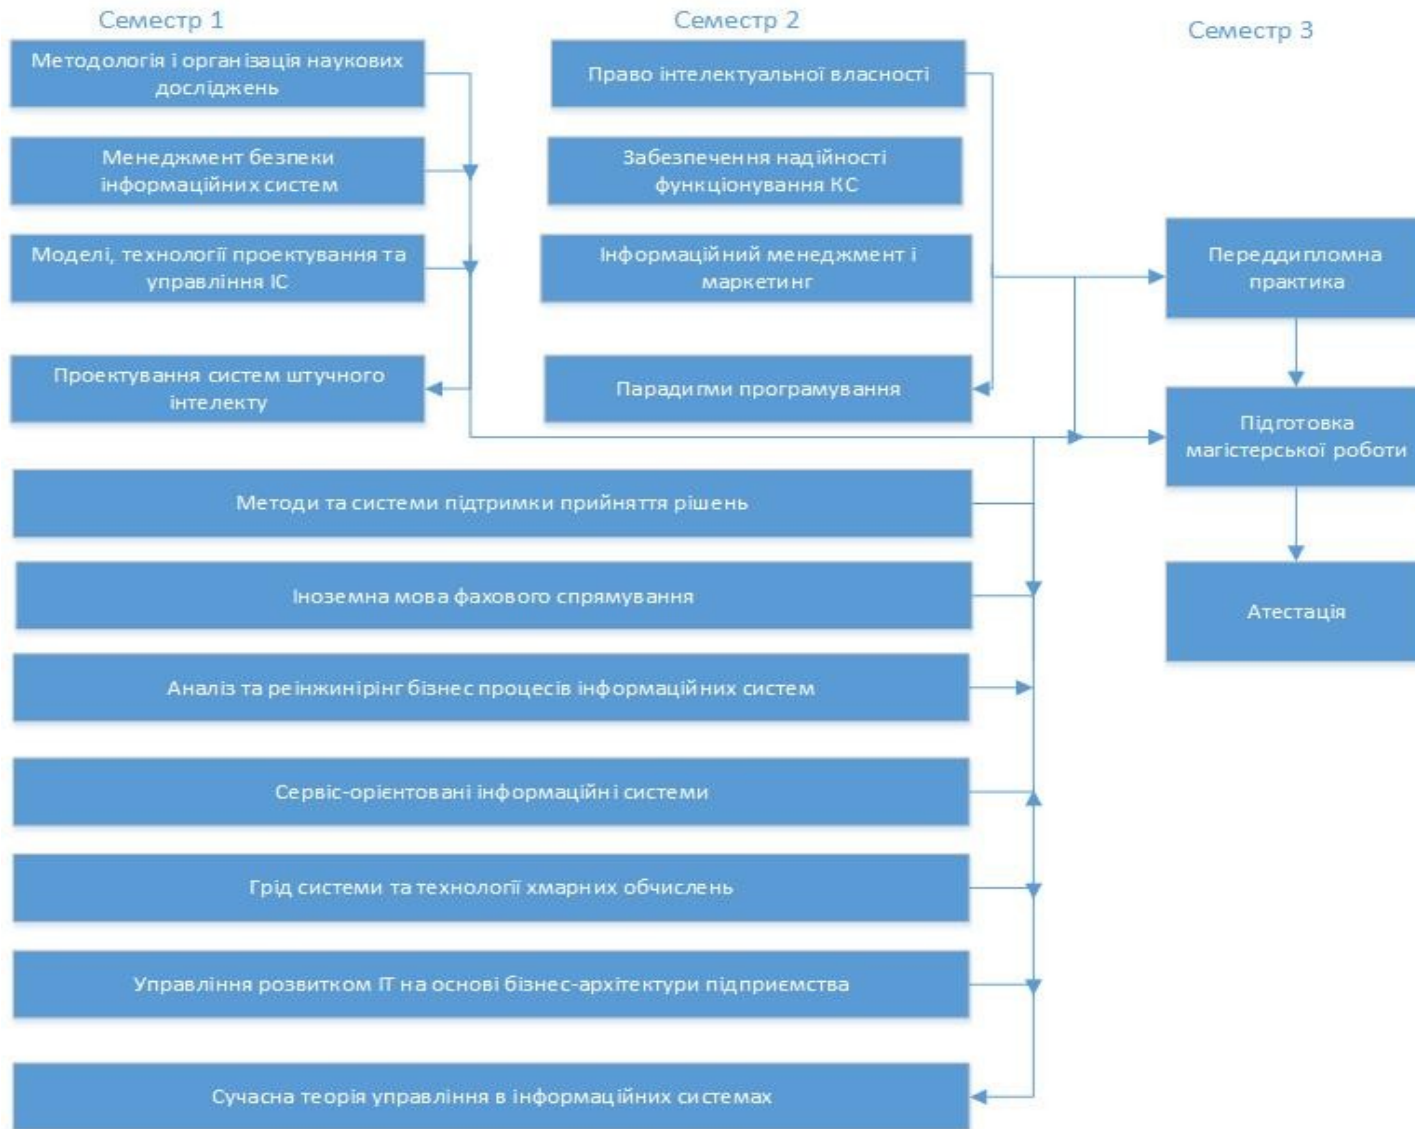 Семестр 1
Семестр 2
Семестр 3
Методологія і організація наукових
досліджень
Менеджмент безпеки
інформаційних систем
Моделі, технології проектування та
управління ІС
Проектування систем штучного
інтелекту
Право інтелектуальної власності
Забезпечення надійності
функціонування КС
Інформаційний менеджмент і
маркетинг
Парадигми програмування
Переддипломна
практика
Підготовка
магістерської роботи
Атестація
Методи та системи підтримки прийняття рішень
Іноземна мова фахового спрямування
Аналіз та реінжинірінг бізнес процесів інформаційних систем
Сервіс-орієнтовані інформаційні системи
Грід системи та технології хмарних обчислень
Управління розвитком ІТ на основі бізнес-архітектури підприємства
Сучасна теорія управління в інформаційних системах